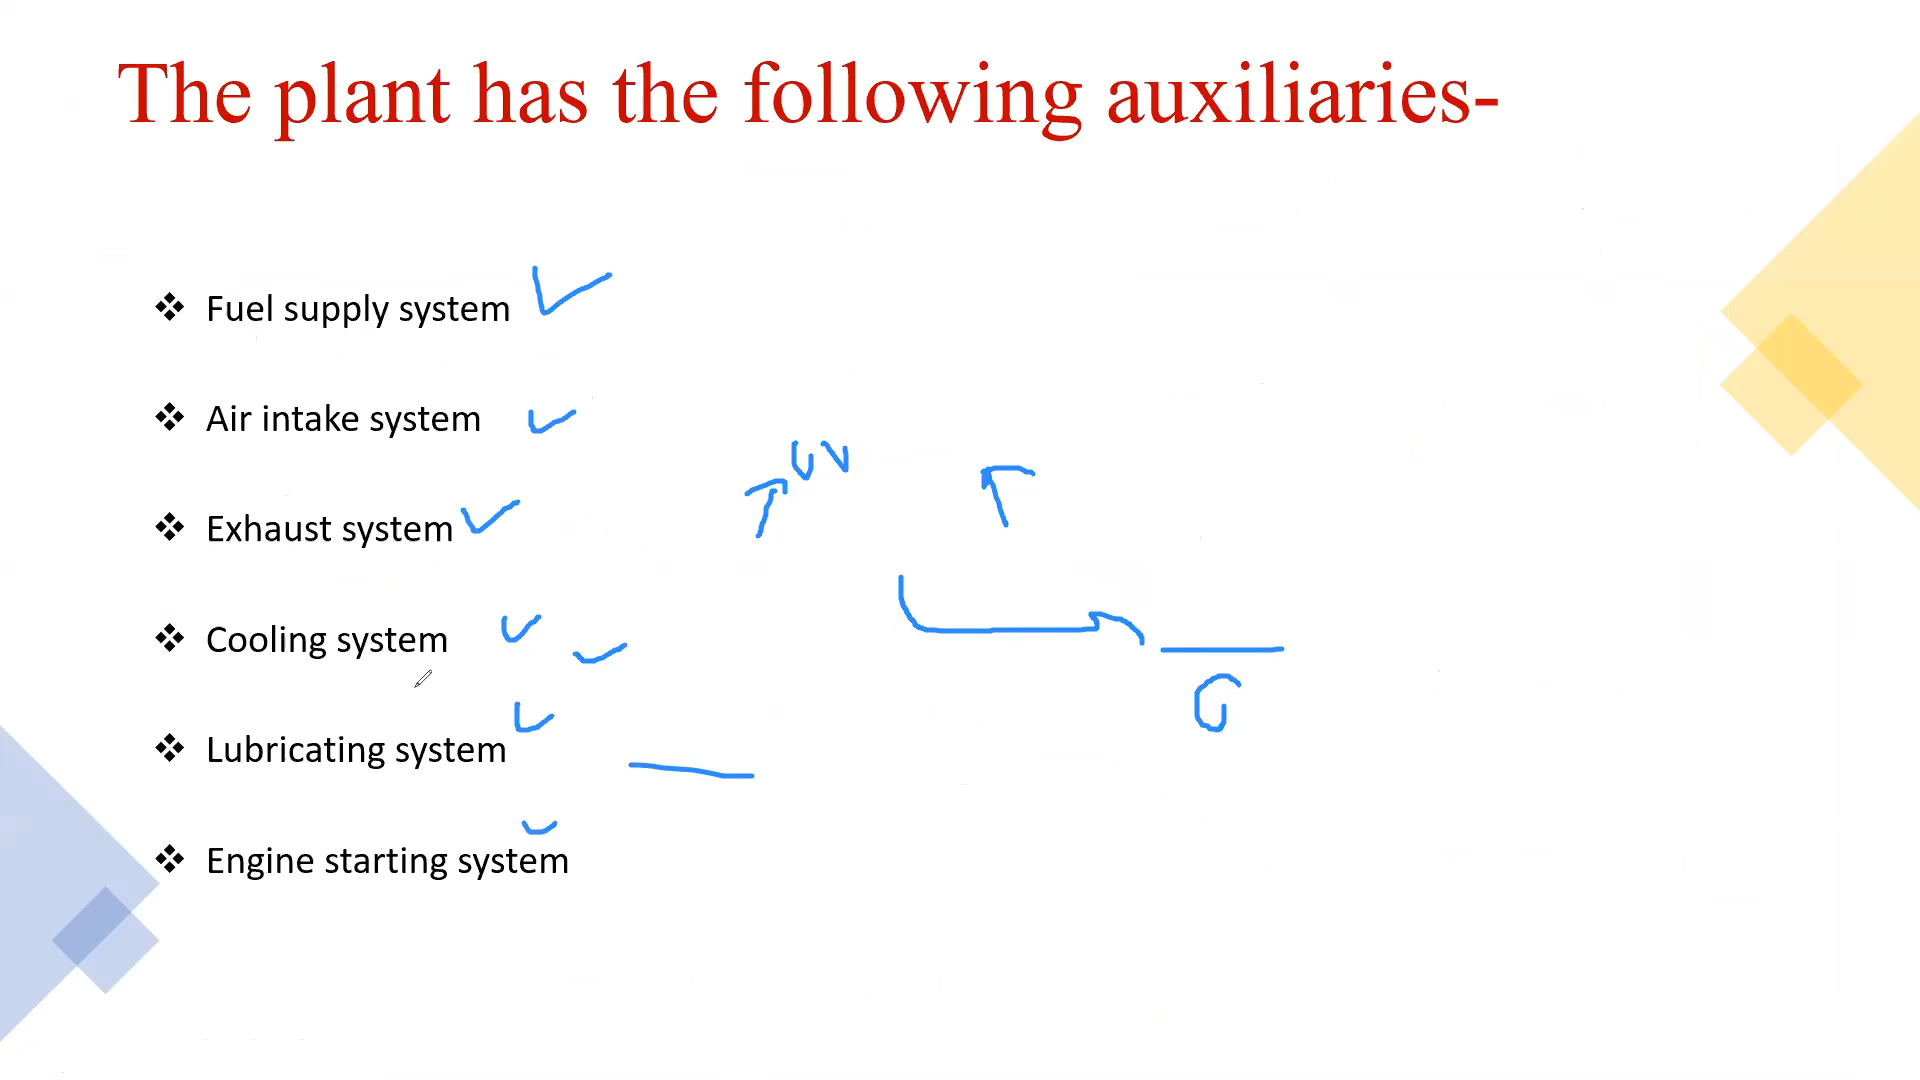 The plant has the following auxiliaries-
Fuel supply system
Air intake system
Exhaust system
Cooling system
Lubricating system
Engine starting system
G